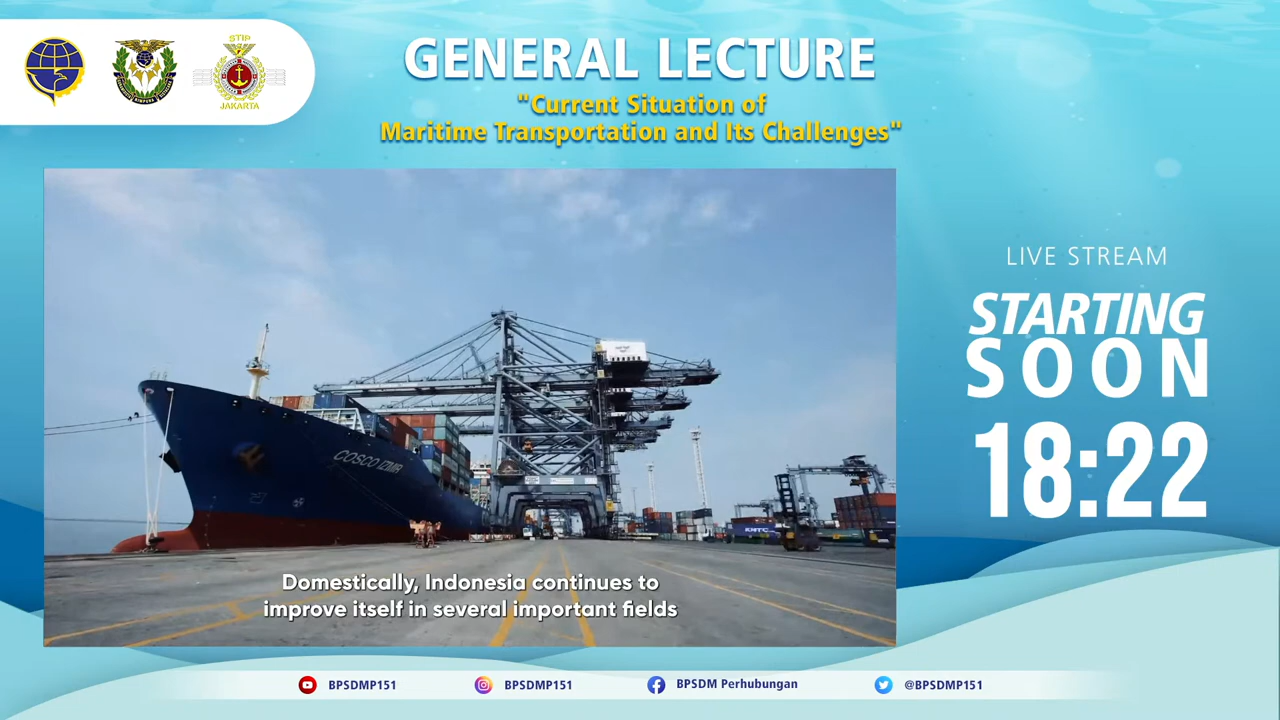 STIP
JAKARTA
GENERAL LECTURE
"Current Situation of
Maritime Transportation and Its Challenges"
LIVE STREAM
STARTING
SOON
18:22
COSCO IZMIR
KMTC
Domestically, Indonesia continues to
improve itself in several important fields
BPSDMP151
BPSDMP151
BPSDM Perhubungan
@BPSDMP151